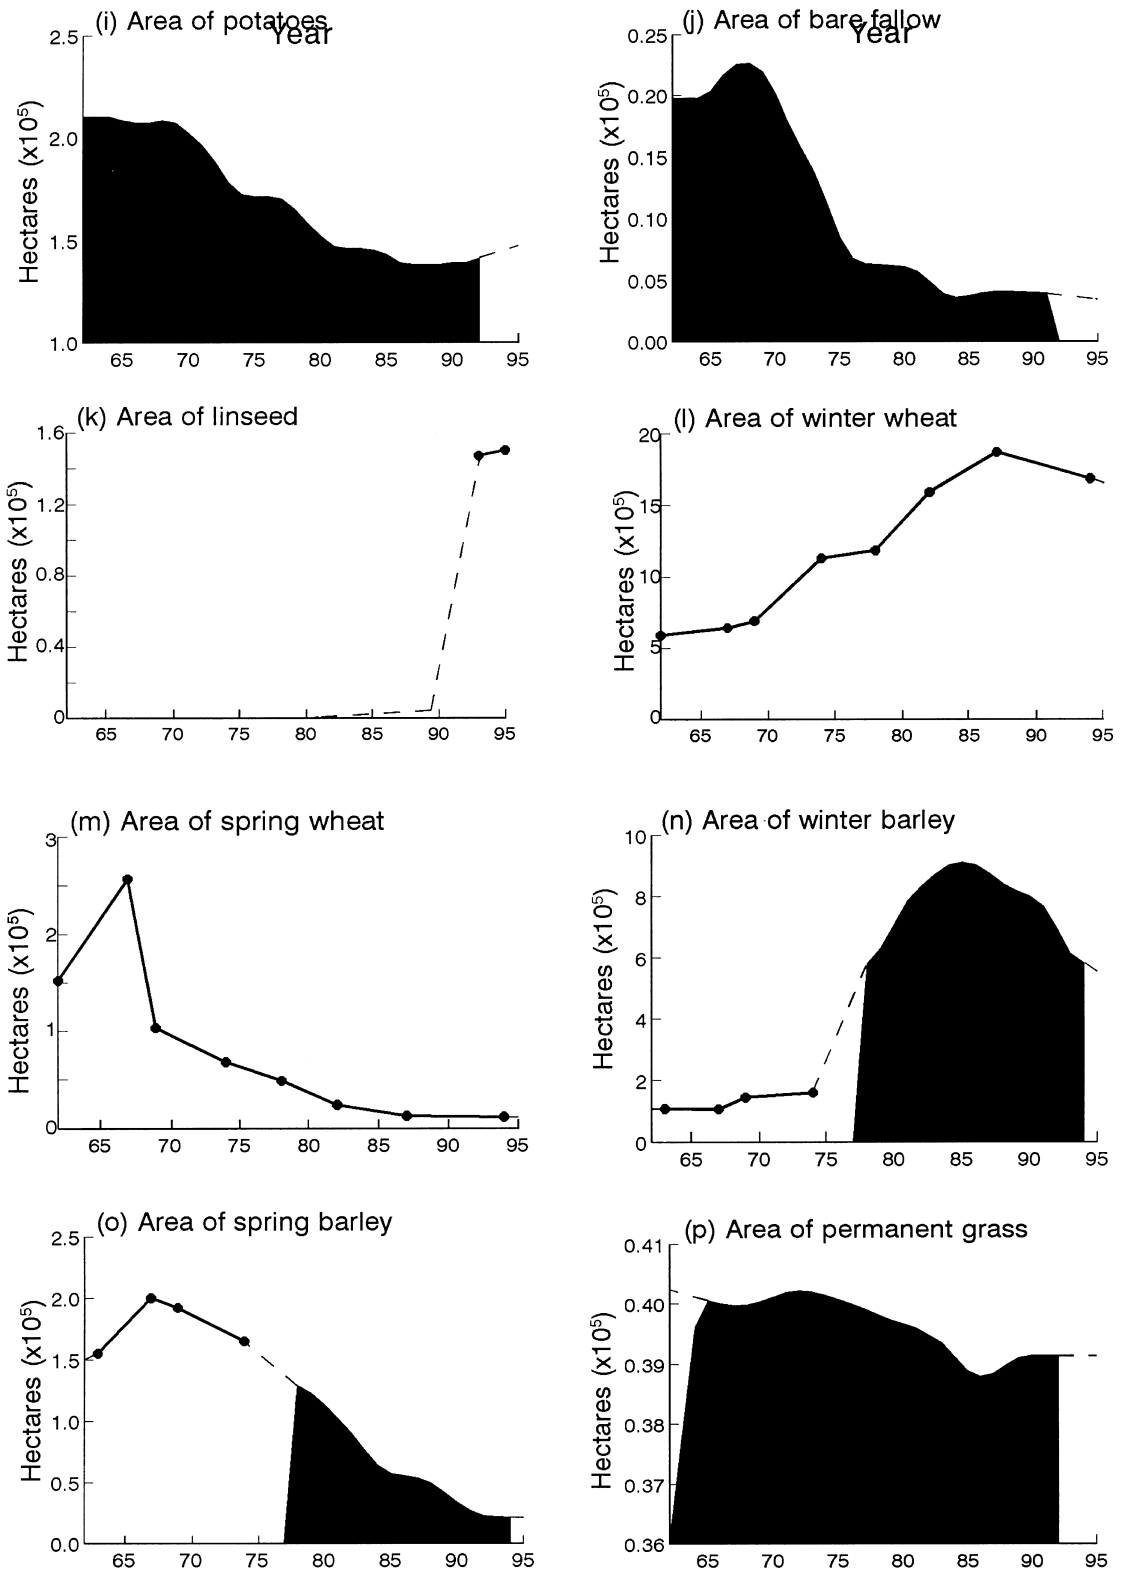 (i) Area of potatoes
Year
2.5
2.0
1.5
1.0
Hectares (x10⁵)
65 70 75 80 85 90 95
(j) Area of bare fallow
Year
0.25
0.20
0.15
0.10
0.05
0.00
Hectares (x10⁵)
65 70 75 80 85 90 95
(k) Area of linseed
1.6
1.2
0.8
0.4
0
Hectares (x10⁵)
65 70 75 80 85 90 95
(l) Area of winter wheat
20
15
10
5
0
Hectares (x10⁵)
65 70 75 80 85 90 95
(m) Area of spring wheat
3
2
1
0
Hectares (x10⁵)
65 70 75 80 85 90 95
(n) Area of winter barley
10
8
6
4
2
0
Hectares (x10⁵)
65 70 75 80 85 90 95
(o) Area of spring barley
2.5
2.0
1.5
1.0
0.5
0.0
Hectares (x10⁵)
65 70 75 80 85 90 95
(p) Area of permanent grass
0.41
0.40
0.39
0.38
0.37
0.36
Hectares (x10⁵)
65 70 75 80 85 90 95